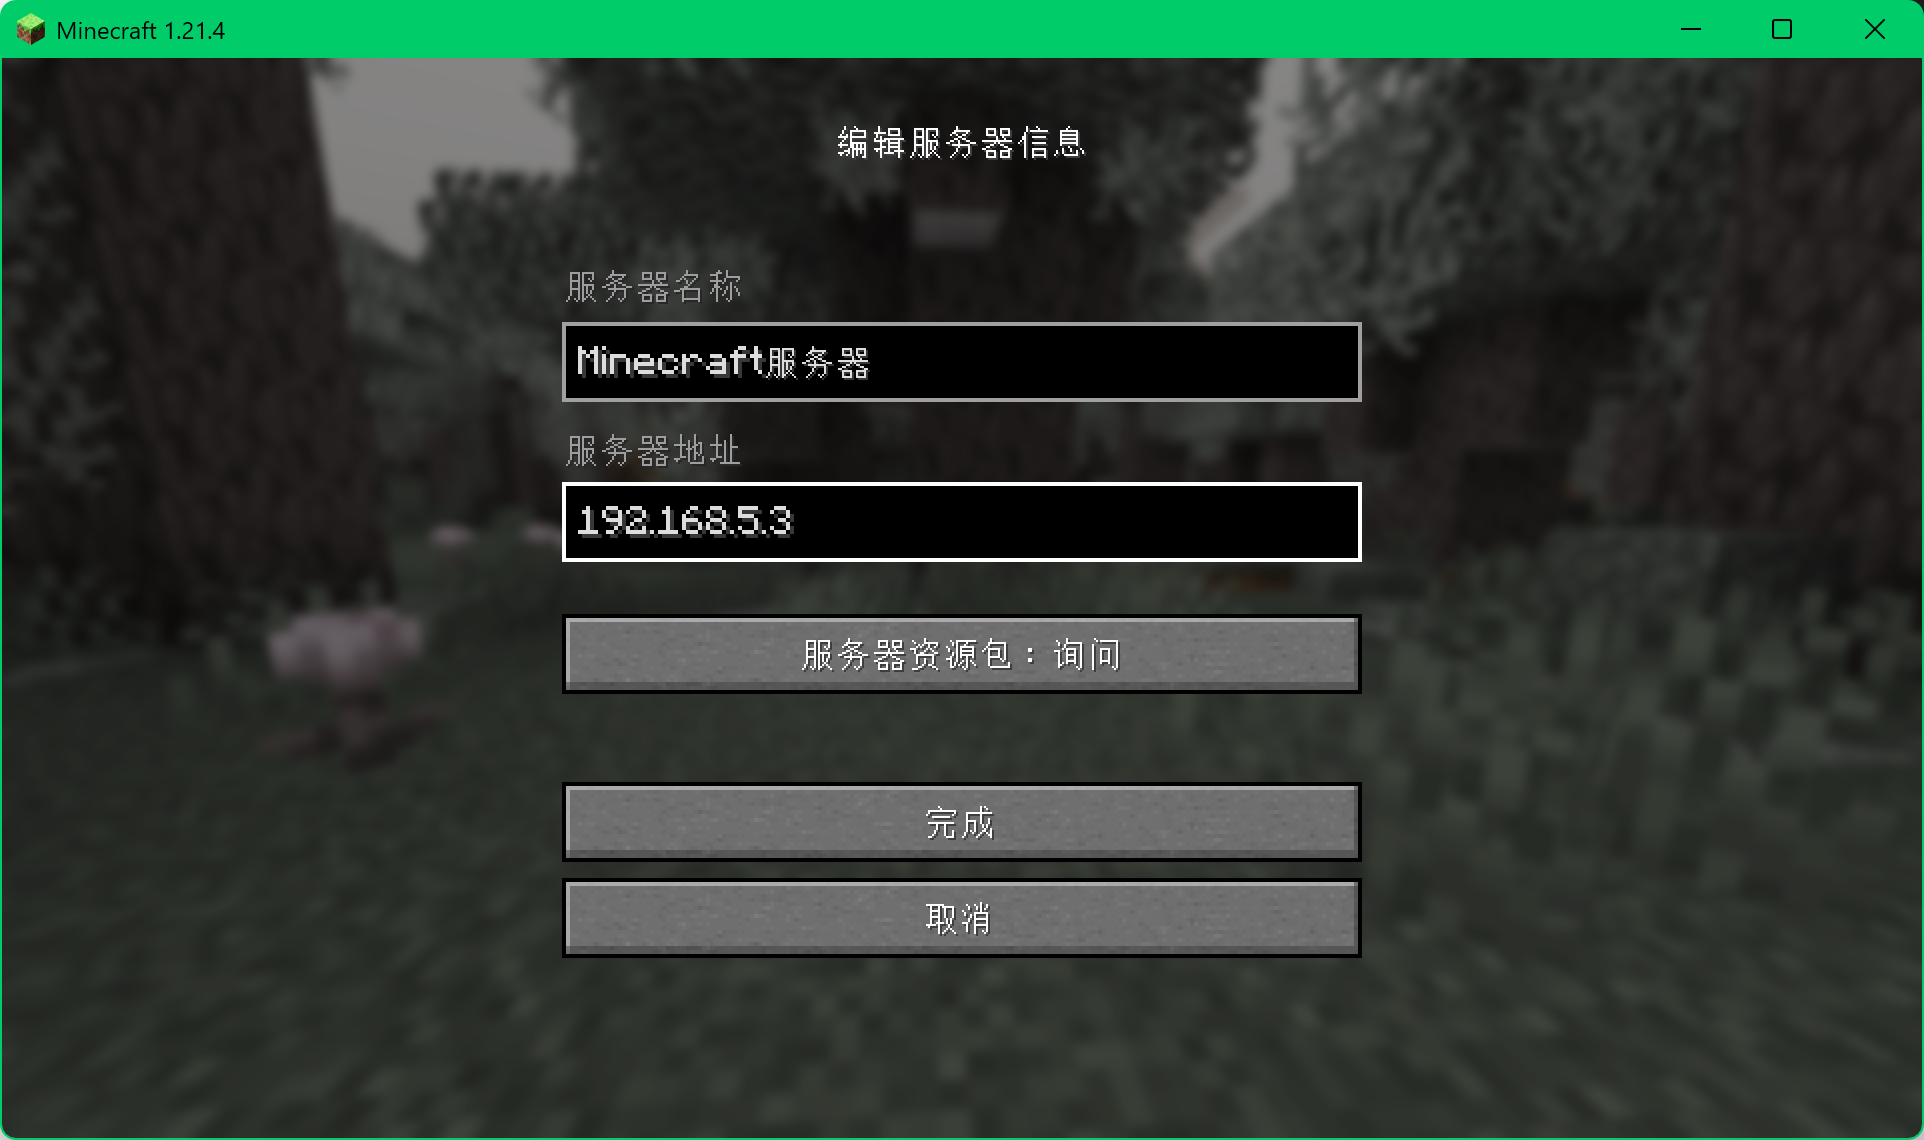 Minecraft 1.21.4
编辑服务器信息
服务器名称
Minecraft服务器
服务器地址
192.168.5.3
服务器资源包：询问
完成
取消